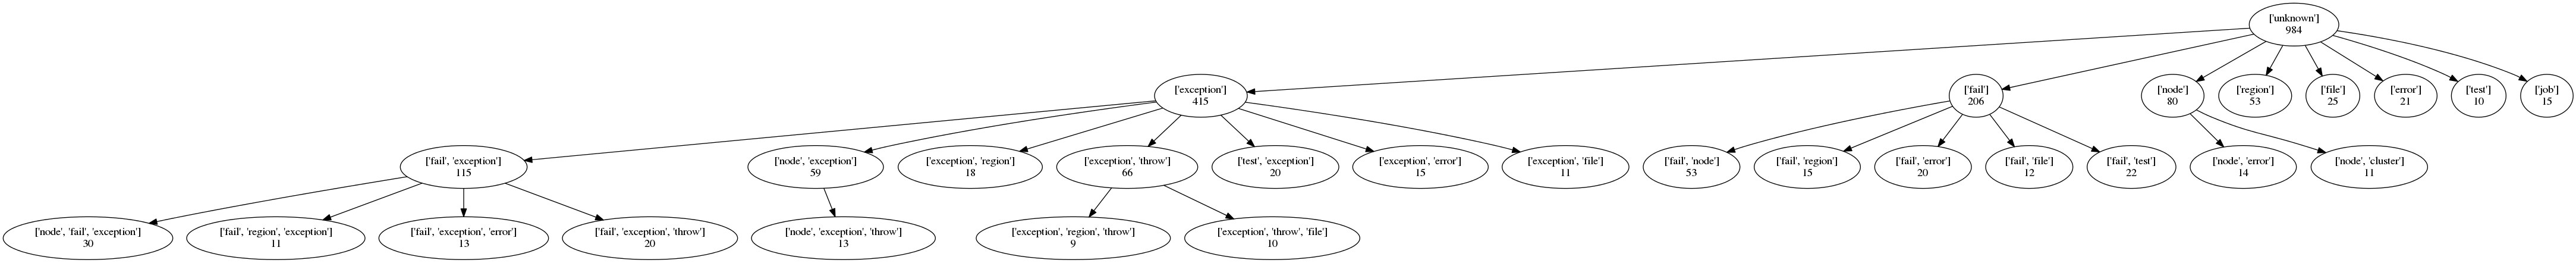 ['unknown']
984
['exception']
415
['fail']
206
['node']
80
['region']
53
['file']
25
['error']
21
['test']
10
['job']
15
['fail', 'exception']
115
['node', 'exception']
59
['exception', 'region']
18
['exception', 'throw']
66
['test', 'exception']
20
['exception', 'error']
15
['exception', 'file']
11
['fail', 'node']
53
['fail', 'region']
15
['fail', 'error']
20
['fail', 'file']
12
['fail', 'test']
22
['node', 'error']
14
['node', 'cluster']
11
['node', 'fail', 'exception']
30
['fail', 'region', 'exception']
11
['fail', 'exception', 'error']
13
['fail', 'exception', 'throw']
20
['node', 'exception', 'throw']
13
['exception', 'region', 'throw']
9
['exception', 'throw', 'file']
10